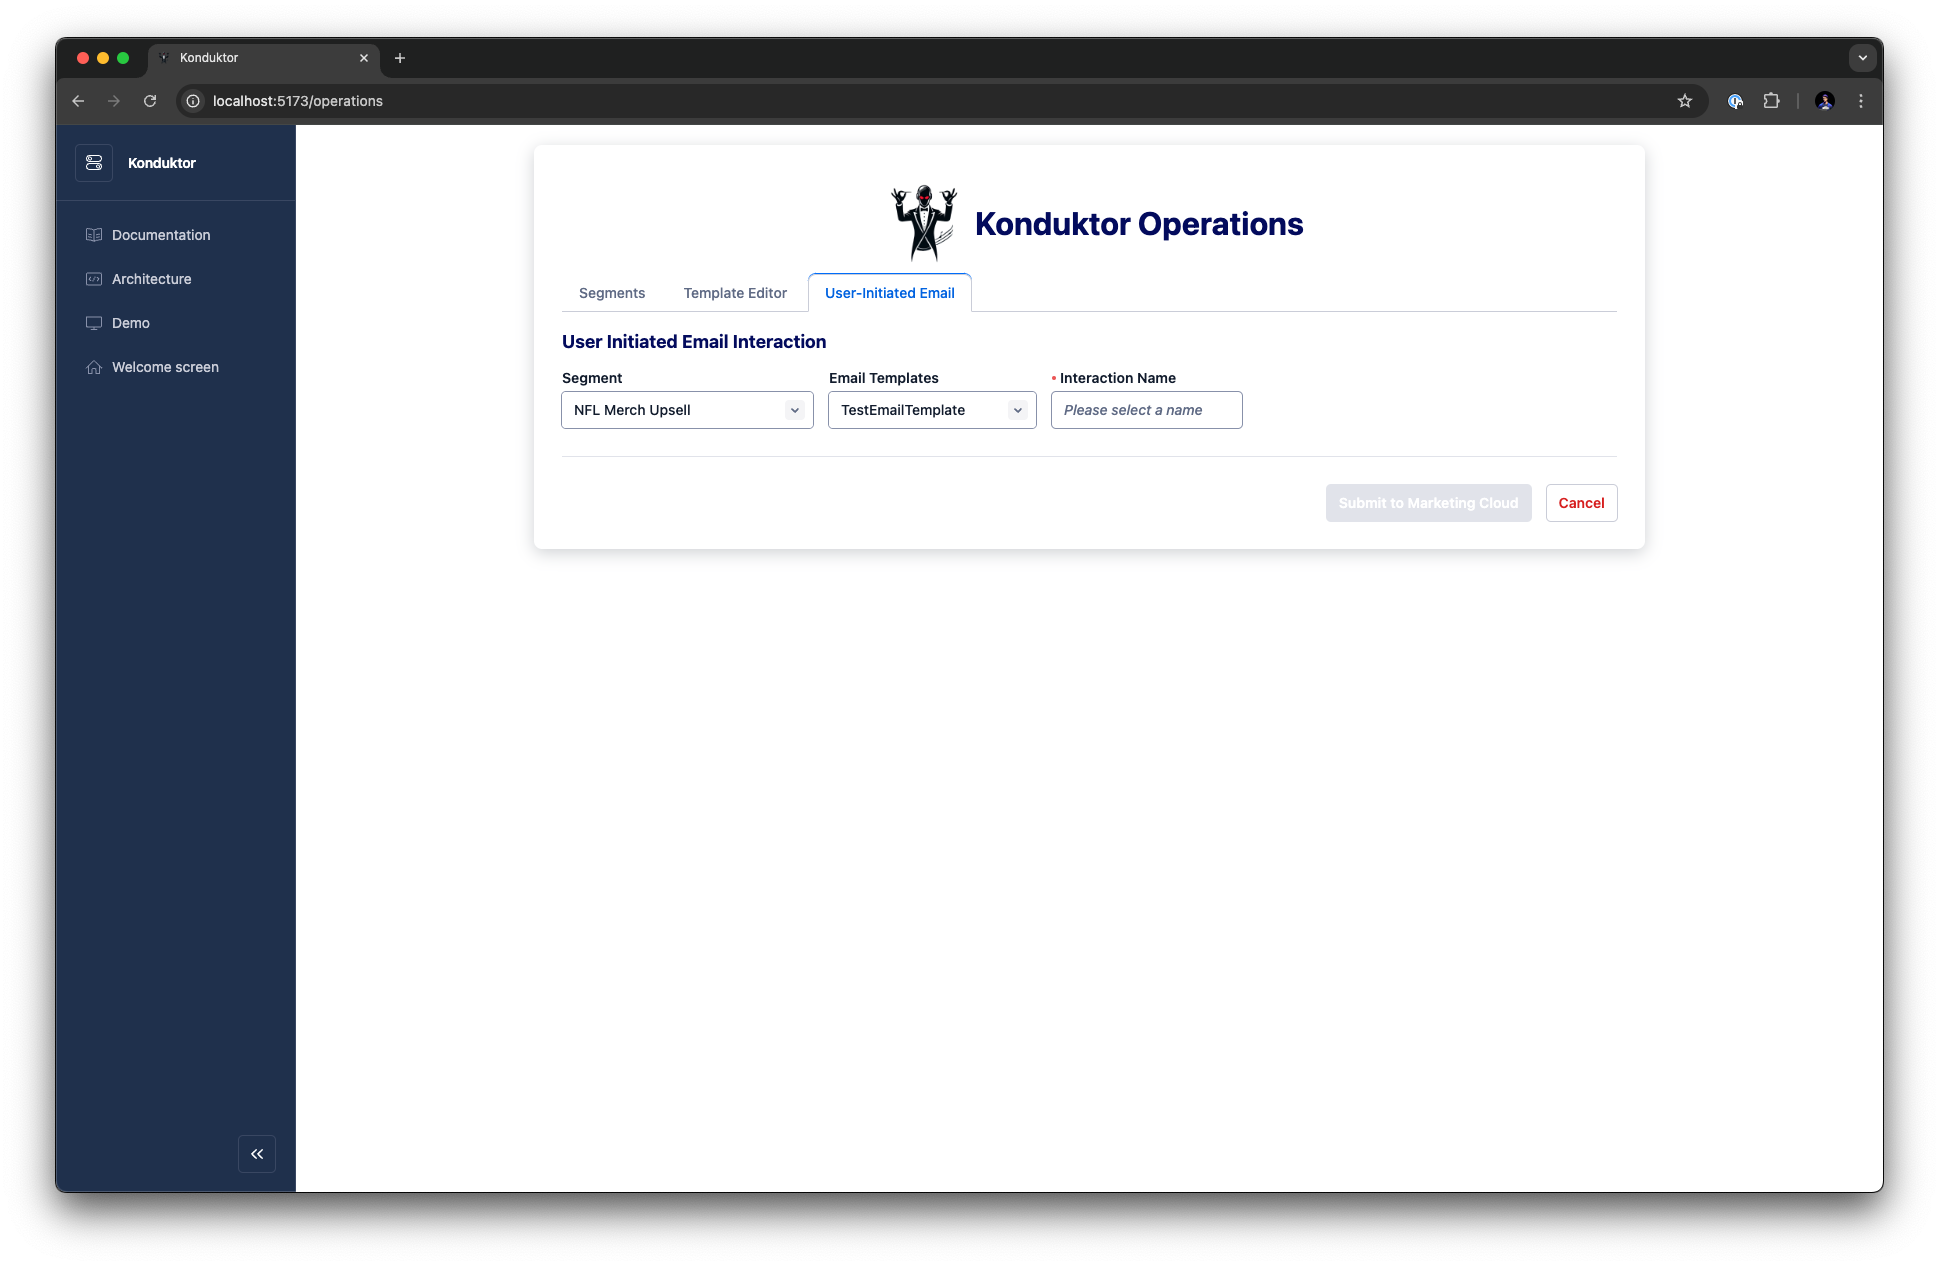 Konduktor
localhost:5173/operations
Konduktor
Documentation
Architecture
Demo
Welcome screen
Konduktor Operations
Segments Template Editor User-Initiated Email
User Initiated Email Interaction
Segment Email Templates • Interaction Name
NFL Merch Upsell TestEmailTemplate Please select a name
Submit to Marketing Cloud Cancel